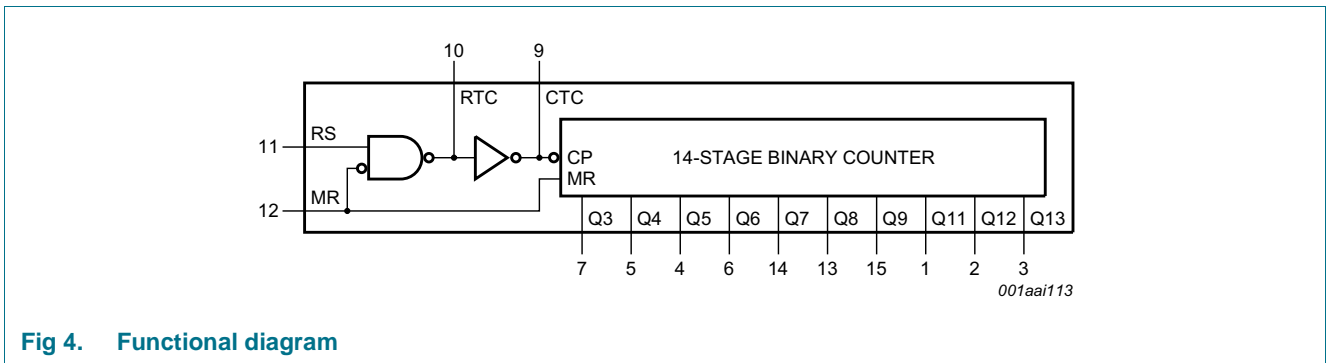 10 9
RTC CTC
11 RS
CP 14-STAGE BINARY COUNTER
MR
12 MR
Q3 Q4 Q5 Q6 Q7 Q8 Q9 Q11 Q12 Q13
7 5 4 6 14 13 15 1 2 3
001aai113
Fig 4. Functional diagram